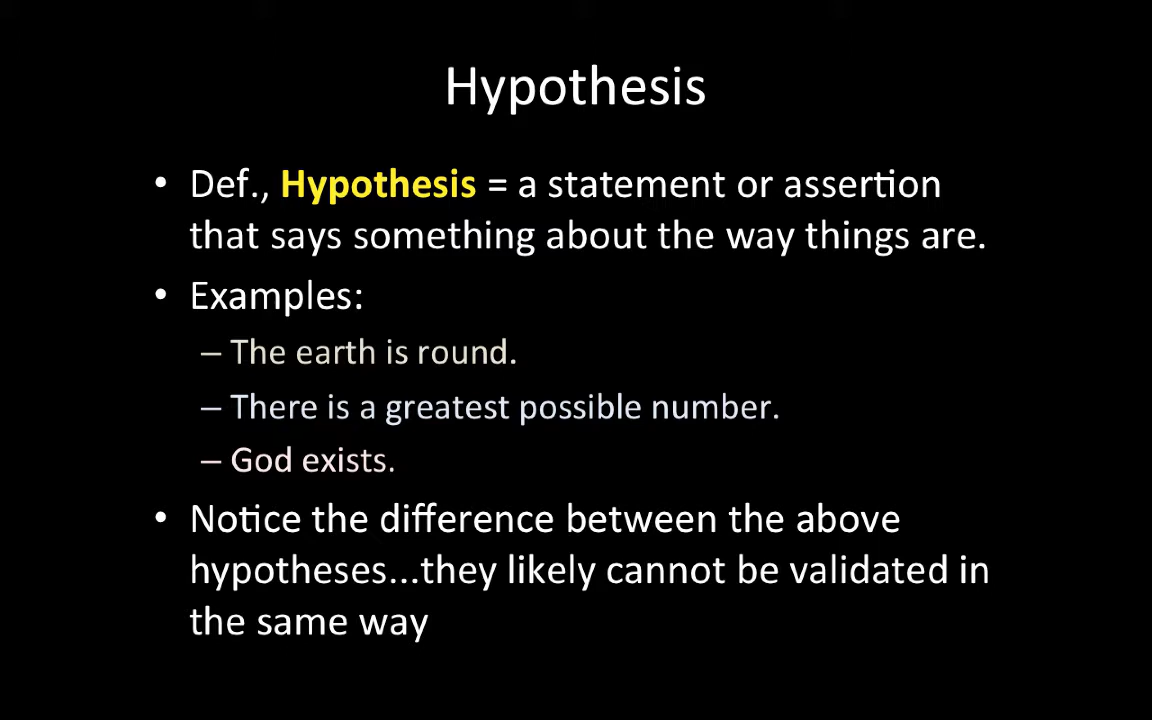 Hypothesis
• Def., Hypothesis = a statement or assertion
that says something about the way things are.
• Examples:
– The earth is round.
– There is a greatest possible number.
– God exists.
• Notice the difference between the above
hypotheses...they likely cannot be validated in
the same way